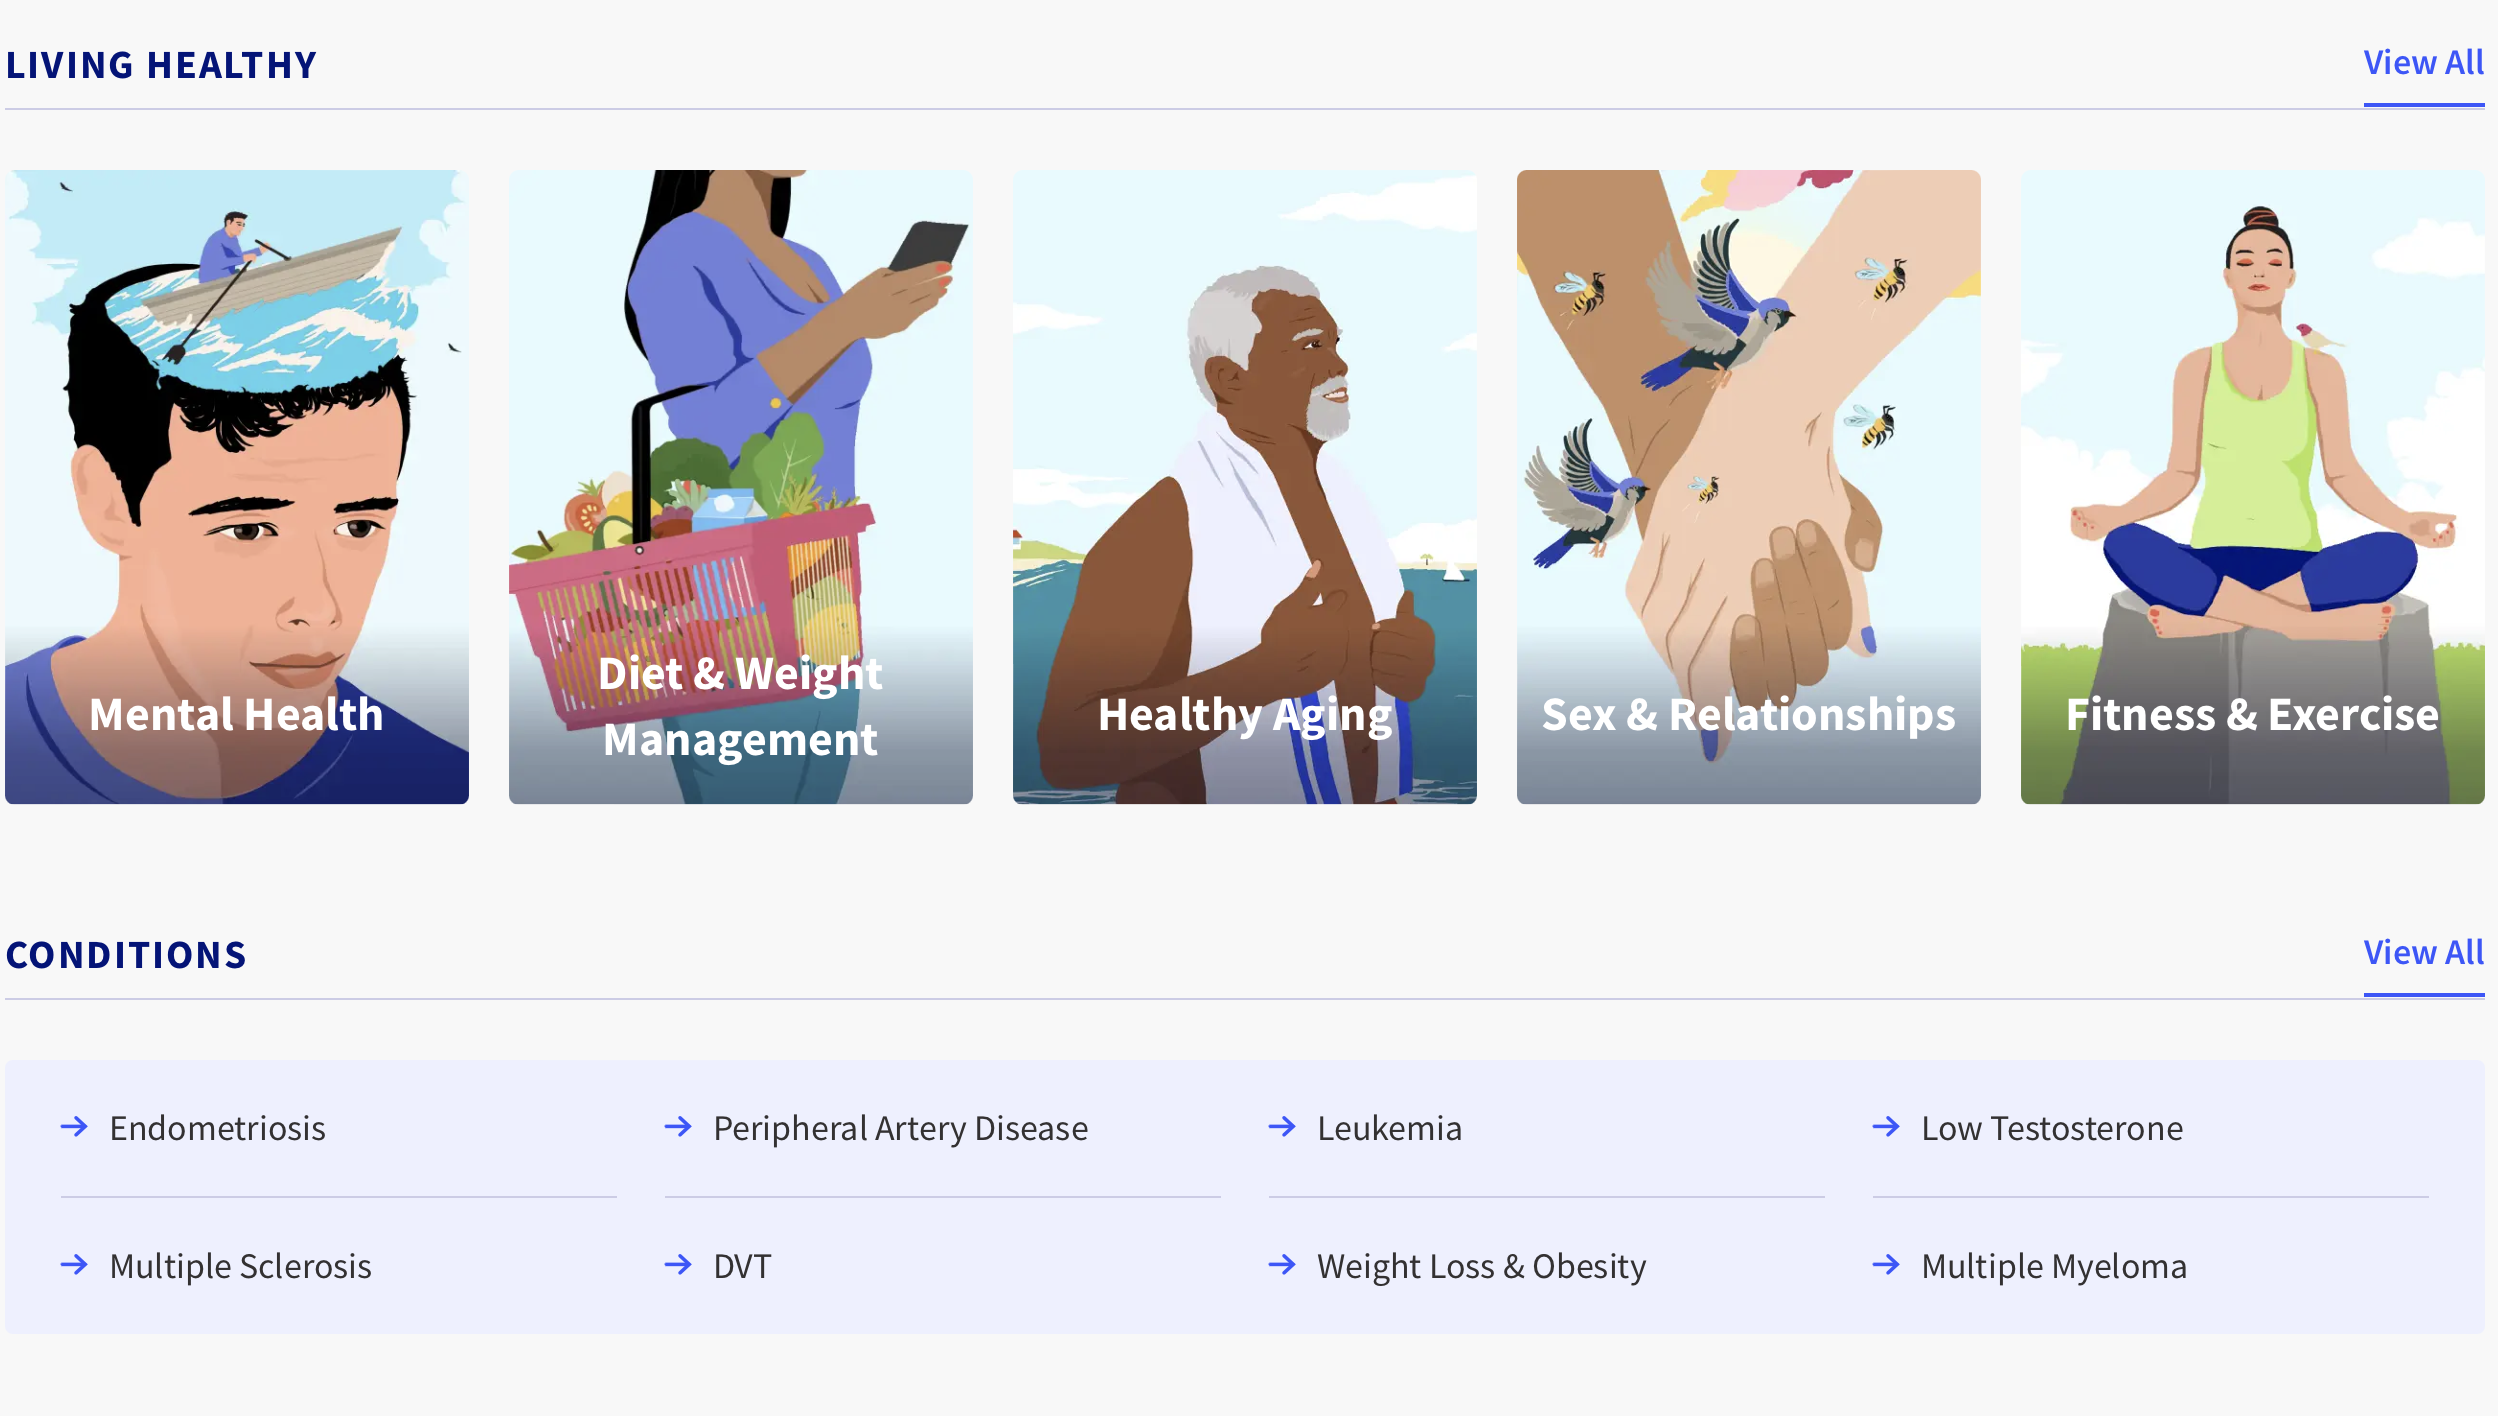 LIVING HEALTHY
View All
Mental Health
Diet & Weight
Management
Healthy Aging
Sex & Relationships
Fitness & Exercise
CONDITIONS
View All
Endometriosis
Peripheral Artery Disease
Leukemia
Low Testosterone
Multiple Sclerosis
DVT
Weight Loss & Obesity
Multiple Myeloma